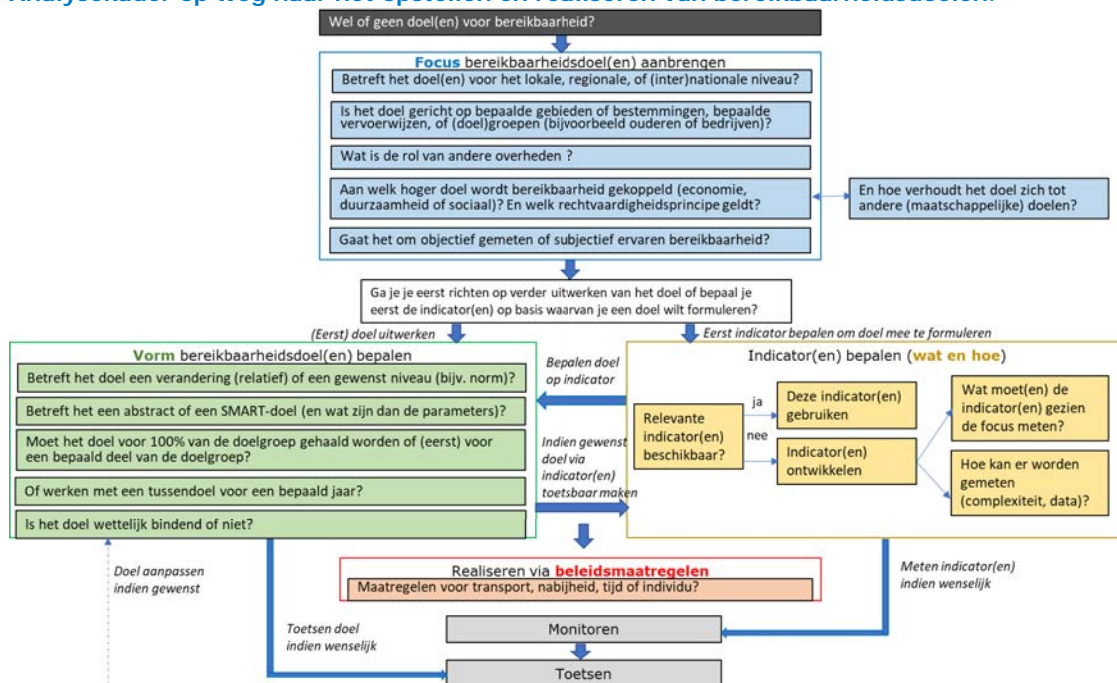 Analysekader op weg naar het opstellen en realiseren van bereikbaarheidsdoelen.
Wel of geen doel(en) voor bereikbaarheid?
Focus bereikbaarheidsdoel(en) aanbrengen
Betreft het doel(en) voor het lokale, regionale, of (inter)nationale niveau?
Is het doel gericht op bepaalde gebieden of bestemmingen, bepaalde
vervoerwijzen, of (doel)groepen (bijvoorbeeld ouderen of bedrijven)?
Wat is de rol van andere overheden ?
Aan welk hoger doel wordt bereikbaarheid gekoppeld (economie,
duurzaamheid of sociaal)? En welk rechtvaardigheidsprincipe geldt?
En hoe verhoudt het doel zich tot
andere (maatschappelijke) doelen?
Gaat het om objectief gemeten of subjectief ervaren bereikbaarheid?
Ga je je eerst richten op verder uitwerken van het doel of bepaal je
eerst de indicator(en) op basis waarvan je een doel wilt formuleren?
(Eerst) doel uitwerken
Eerst indicator bepalen om doel mee te formuleren
Vorm bereikbaarheidsdoel(en) bepalen
Betreft het doel een verandering (relatief) of een gewenst niveau (bijv. norm)?
Betreft het een abstract of een SMART-doel (en wat zijn dan de parameters)?
Moet het doel voor 100% van de doelgroep gehaald worden of (eerst) voor
een bepaald deel van de doelgroep?
Of werken met een tussendoel voor een bepaald jaar?
Is het doel wettelijk bindend of niet?
Bepalen doel
op indicator
Indien gewenst
doel via
indicator(en)
toetsbaar maken
Indicator(en) bepalen (wat en hoe)
Relevante
indicator(en)
beschikbaar?
ja
nee
Deze indicator(en)
gebruiken
Indicator(en)
ontwikkelen
Wat moet(en) de
indicator(en) gezien
de focus meten?
Hoe kan er worden
gemeten
(complexiteit, data)?
Realiseren via beleidsmaatregelen
Maatregelen voor transport, nabijheid, tijd of individu?
Doel aanpassen
indien gewenst
Meten indicator(en)
indien wenselijk
Toetsen doel
indien wenselijk
Monitoren
Toetsen